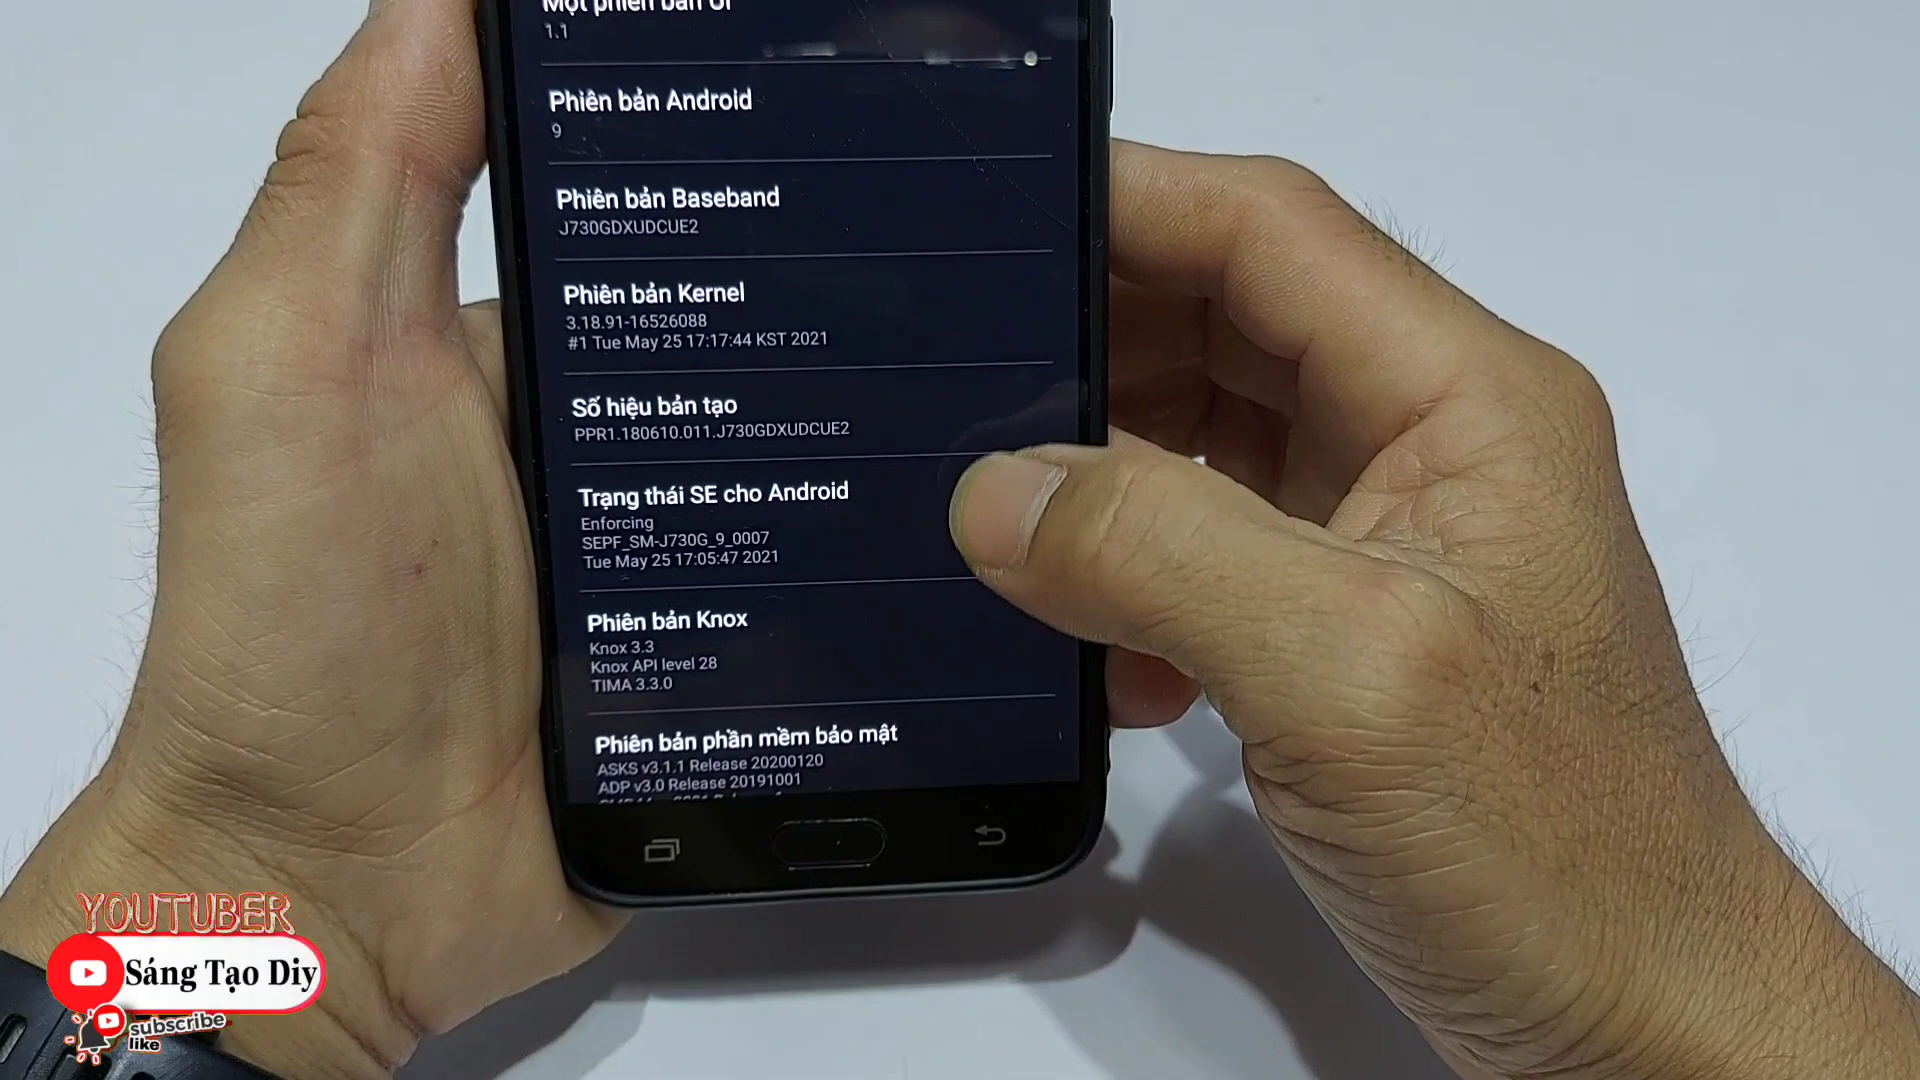 Một phiên bản UI
1.1
Phiên bản Android
9
Phiên bản Baseband
J730GDXUDCUE2
Phiên bản Kernel
3.18.91-16526088
#1 Tue May 25 17:17:44 KST 2021
Số hiệu bản tạo
PPR1.180610.011.J730GDXUDCUE2
Trạng thái SE cho Android
Enforcing
SEPF_SM-J730G_9_0007
Tue May 25 17:05:47 2021
Phiên bản Knox
Knox 3.3
Knox API level 28
TIMA 3.3.0
Phiên bản phần mềm bảo mật
ASKS v3.1.1 Release 20200120
ADP v3.0 Release 20191001
YOUTUBER
Sáng Tạo Diy
subscribe
like